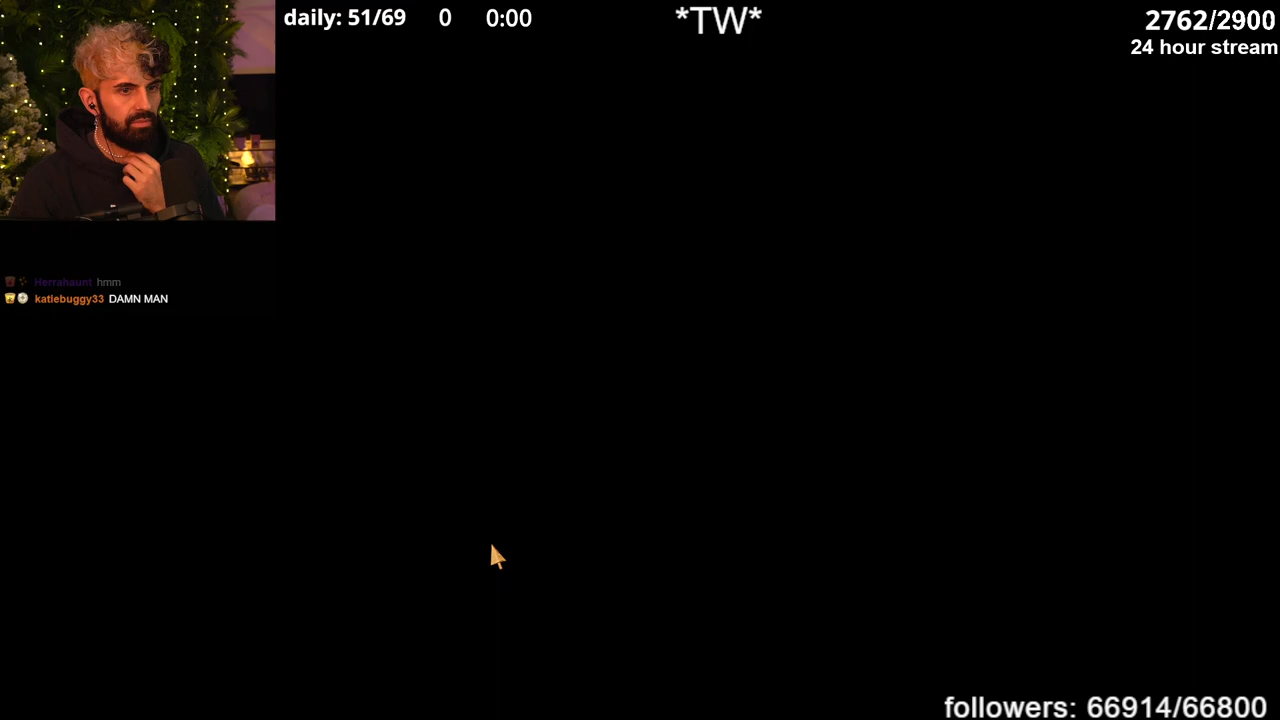 daily: 51/69 0 0:00 *TW* 2762/2900
24 hour stream
Herrahaunt hmm
katiebuggy33 DAMN MAN
followers: 66914/66800